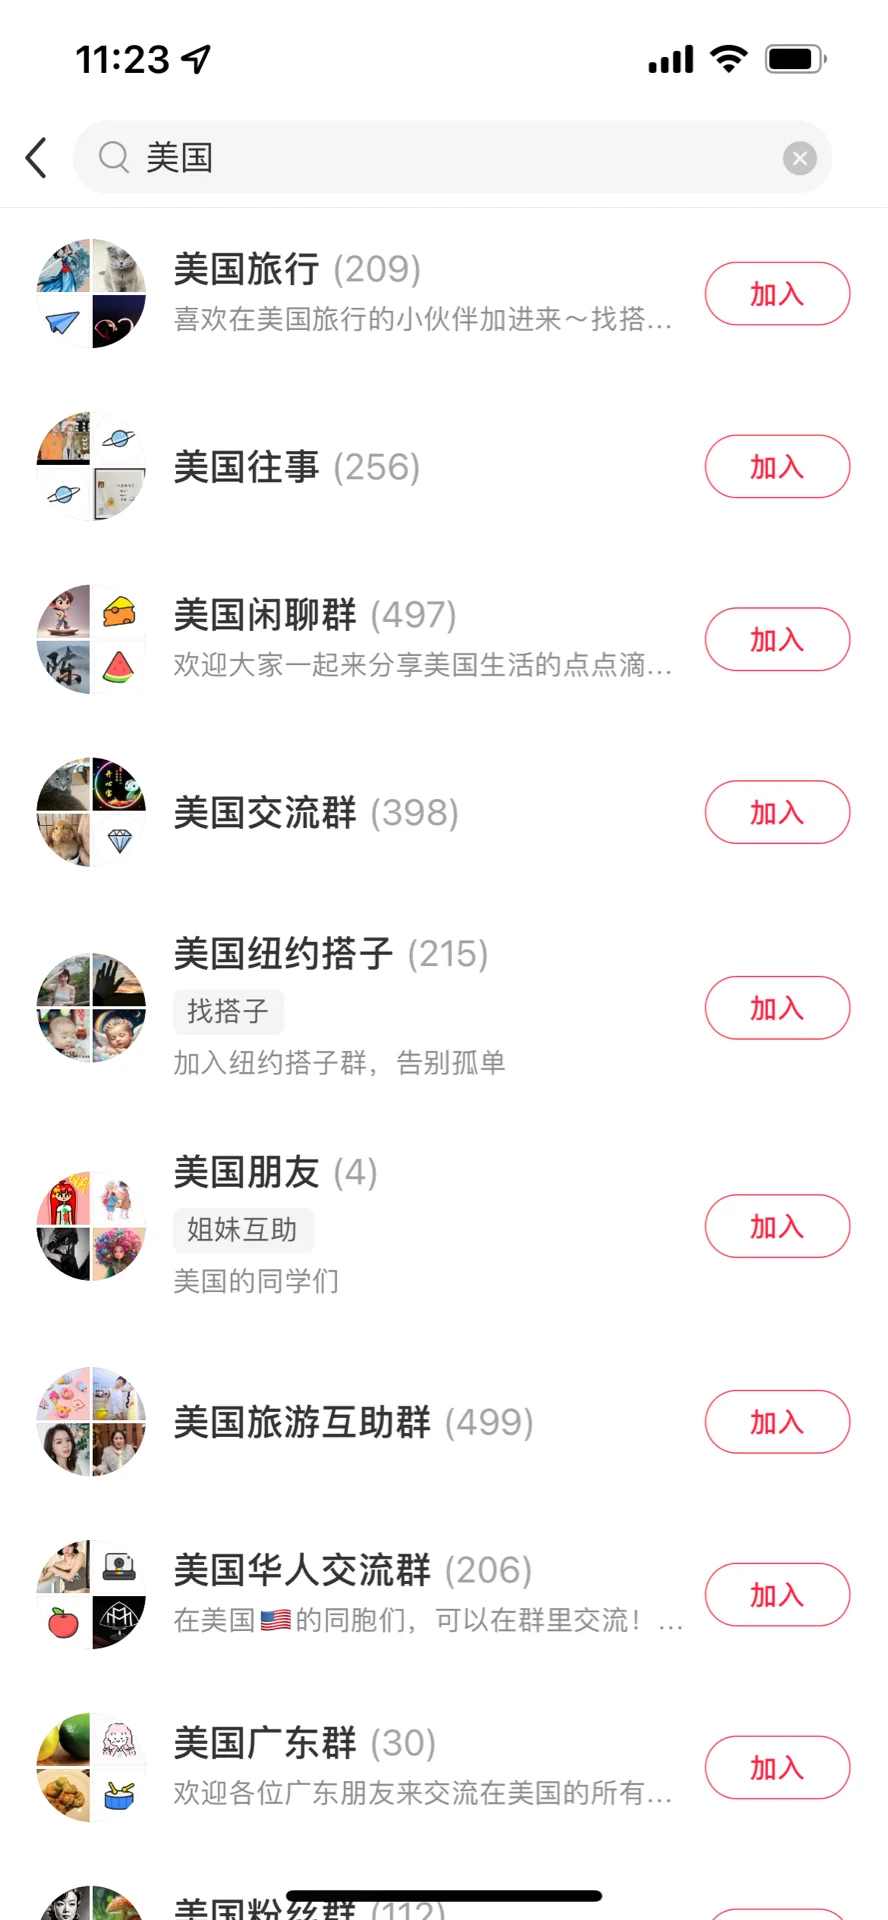 11:23
美国
美国旅行 (209)
喜欢在美国旅行的小伙伴加进来～找搭...
加入
美国往事 (256)
加入
美国闲聊群 (497)
欢迎大家一起来分享美国生活的点点滴...
加入
美国交流群 (398)
加入
美国纽约搭子 (215)
找搭子
加入纽约搭子群，告别孤单
加入
美国朋友 (4)
姐妹互助
美国的同学们
加入
美国旅游互助群 (499)
加入
美国华人交流群 (206)
在美国🇺🇸的同胞们，可以在群里交流！...
加入
美国广东群 (30)
欢迎各位广东朋友来交流在美国的所有...
加入
美国粉丝群 (112)